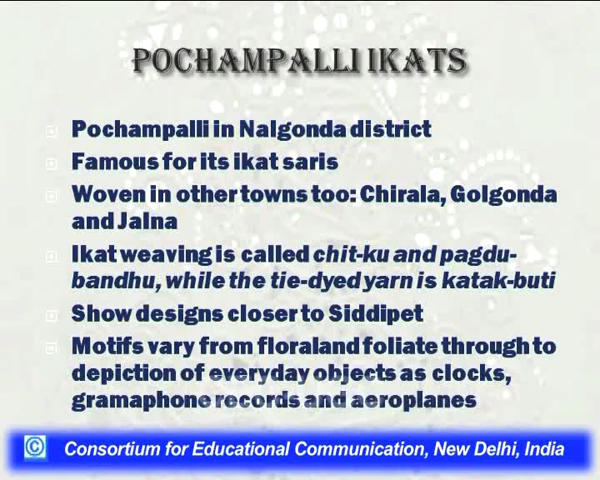 POCHAMPALLI IKATS
Pochampalli in Nalgonda district
Famous for its ikat saris
Woven in other towns too: Chirala, Golgonda
and Jalna
Ikat weaving is called chit-ku and pagdu-
bandhu, while the tie-dyed yarn is katak-buti
Show designs closer to Siddipet
Motifs vary from floraland foliate through to
depiction of everyday objects as clocks,
gramaphone records and aeroplanes
© Consortium for Educational Communication, New Delhi, India